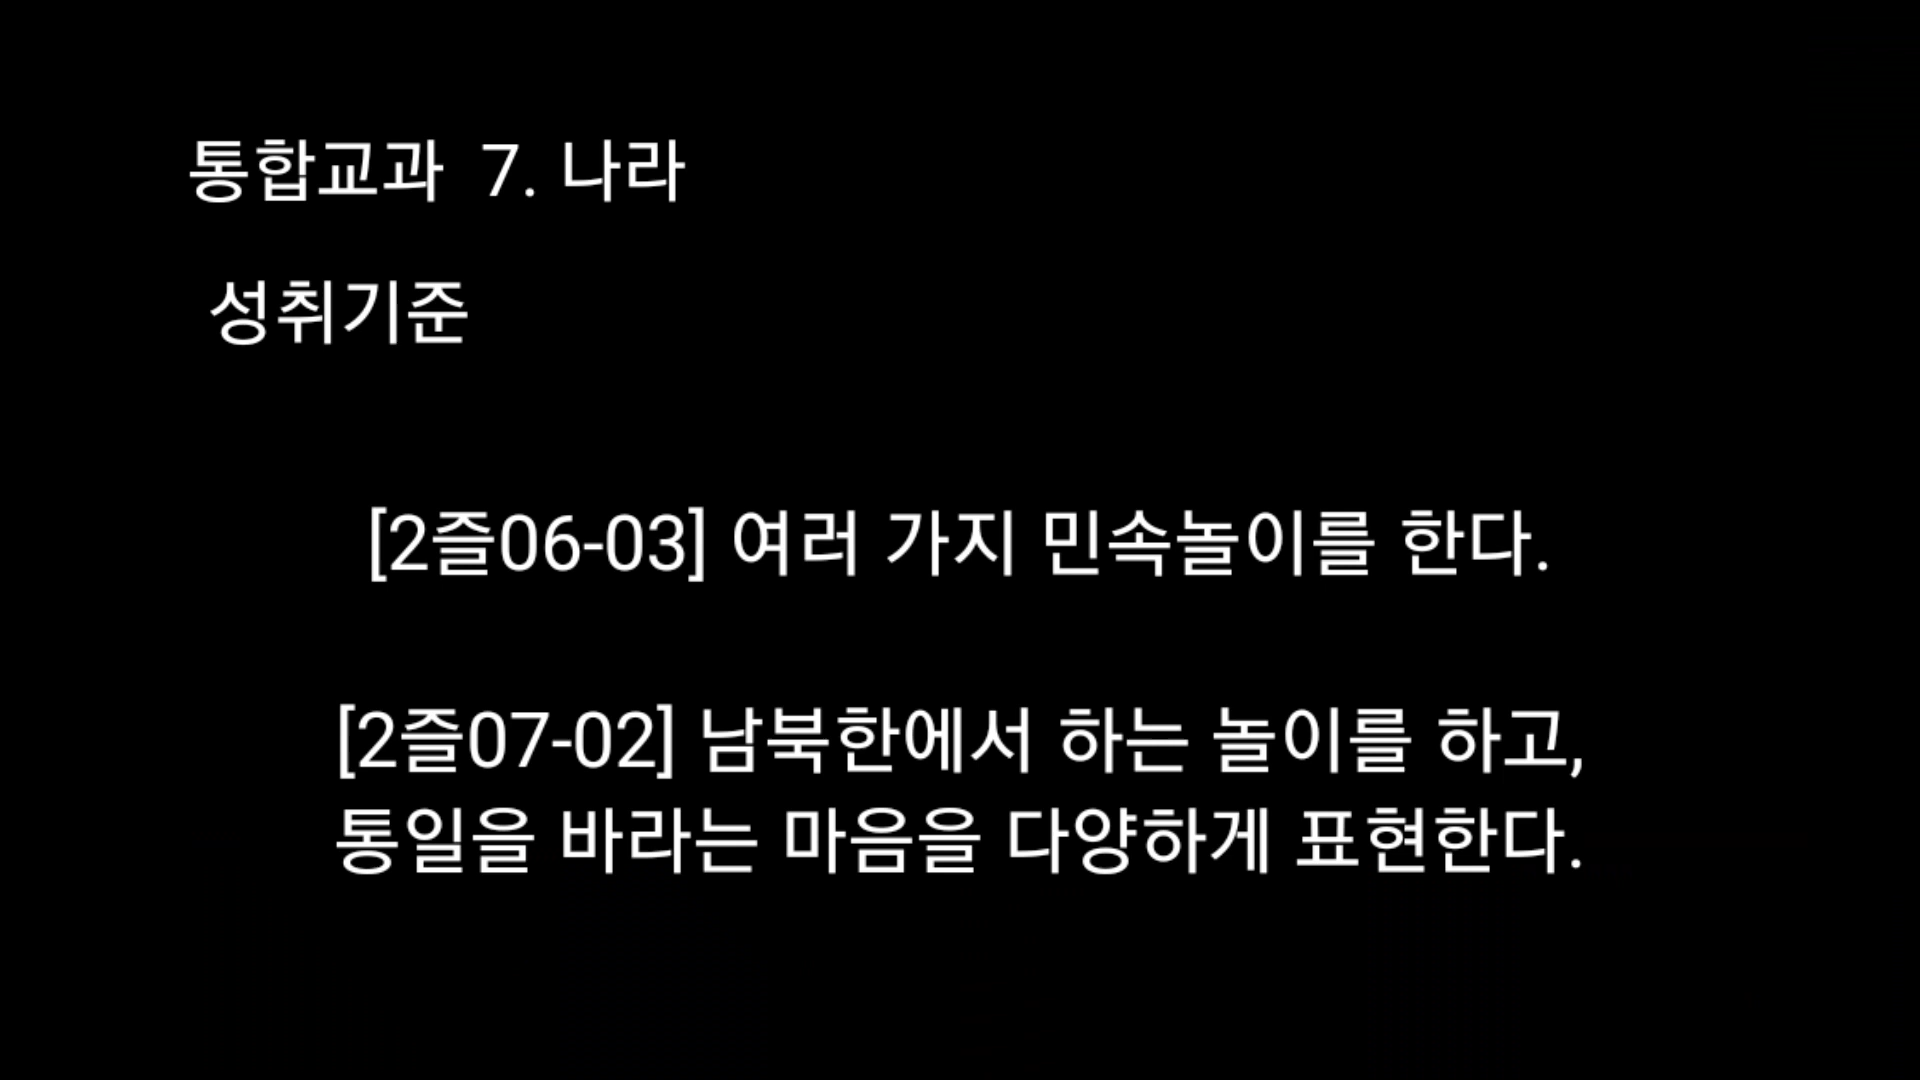 통합교과 7. 나라
성취기준
[2즐06-03] 여러 가지 민속놀이를 한다.
[2즐07-02] 남북한에서 하는 놀이를 하고,
통일을 바라는 마음을 다양하게 표현한다.